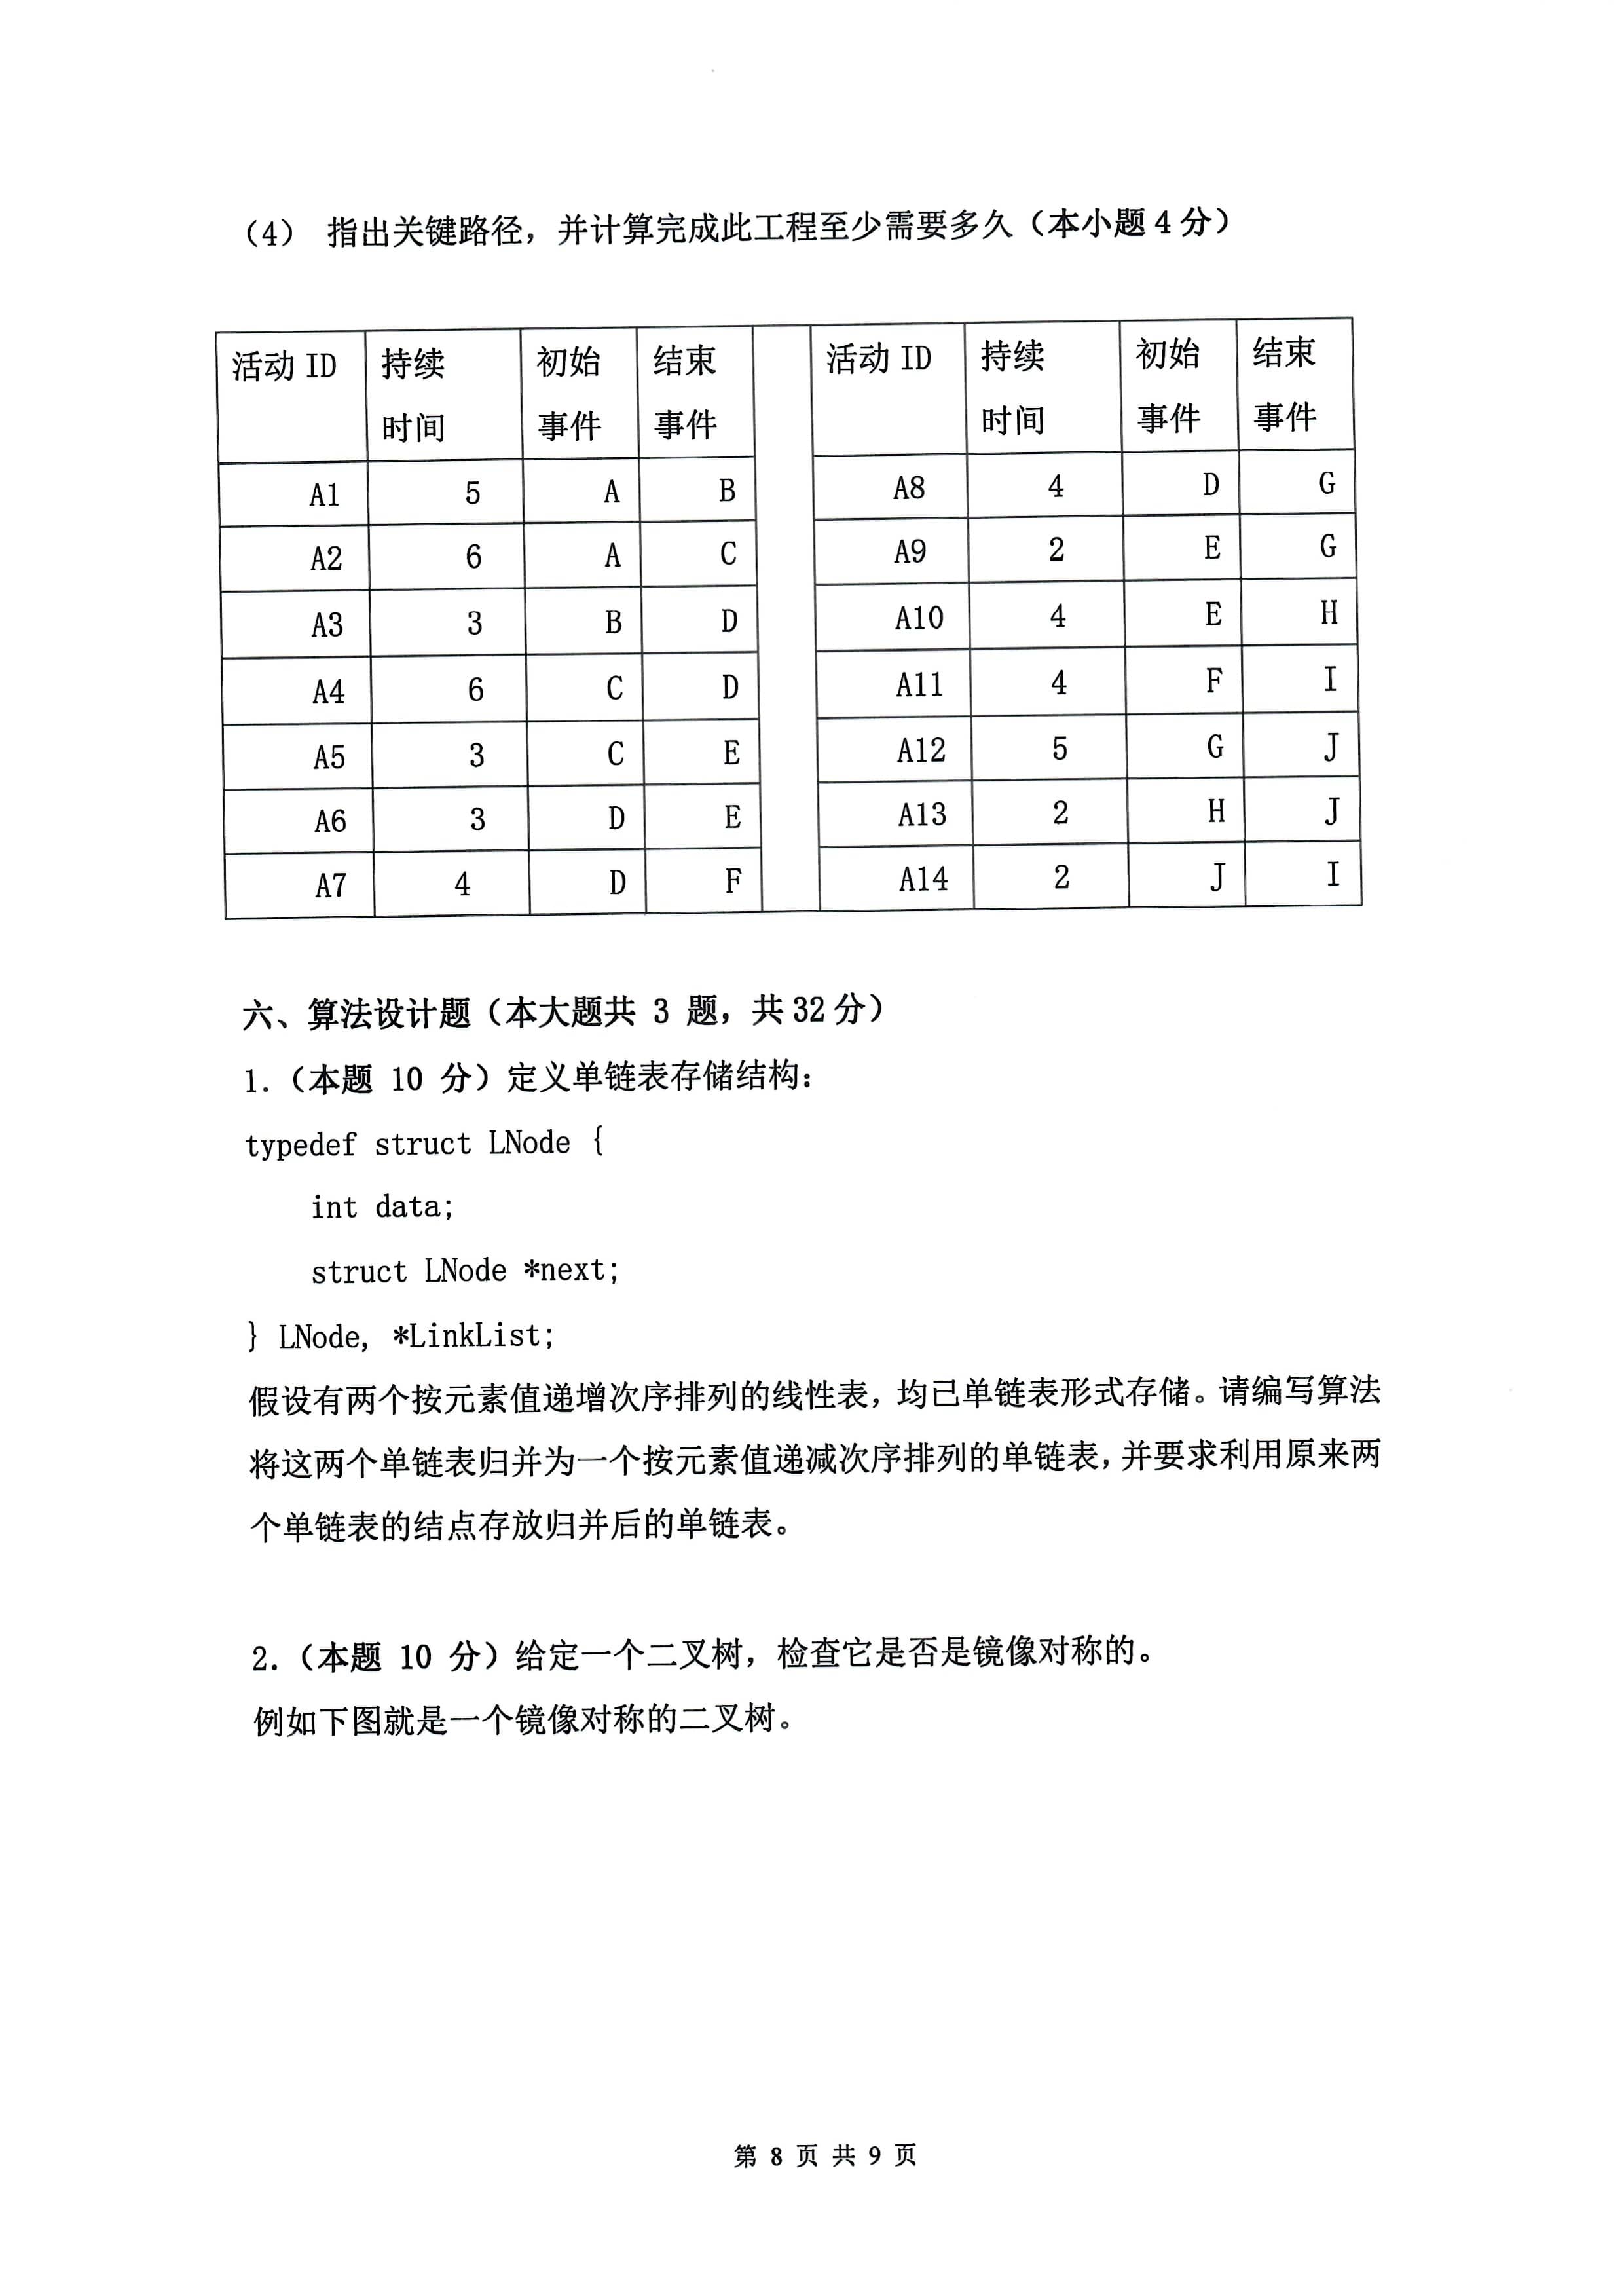 （4） 指出关键路径，并计算完成此工程至少需要多久（本小题 4 分）
活动 ID 持续时间 初始事件 结束事件 活动 ID 持续时间 初始事件 结束事件
A1 5 A B A8 4 D G
A2 6 A C A9 2 E G
A3 3 B D A10 4 E H
A4 6 C D A11 4 F I
A5 3 C E A12 5 G J
A6 3 D E A13 2 H J
A7 4 D F A14 2 J I
六、算法设计题（本大题共 3 题，共 32 分）
1.（本题 10 分）定义单链表存储结构：
typedef struct LNode {
int data;
struct LNode *next;
} LNode, *LinkList;
假设有两个按元素值递增次序排列的线性表，均已单链表形式存储。请编写算法
将这两个单链表归并为一个按元素值递减次序排列的单链表，并要求利用原来两
个单链表的结点存放归并后的单链表。
2.（本题 10 分）给定一个二叉树，检查它是否是镜像对称的。
例如下图就是一个镜像对称的二叉树。
第 8 页 共 9 页